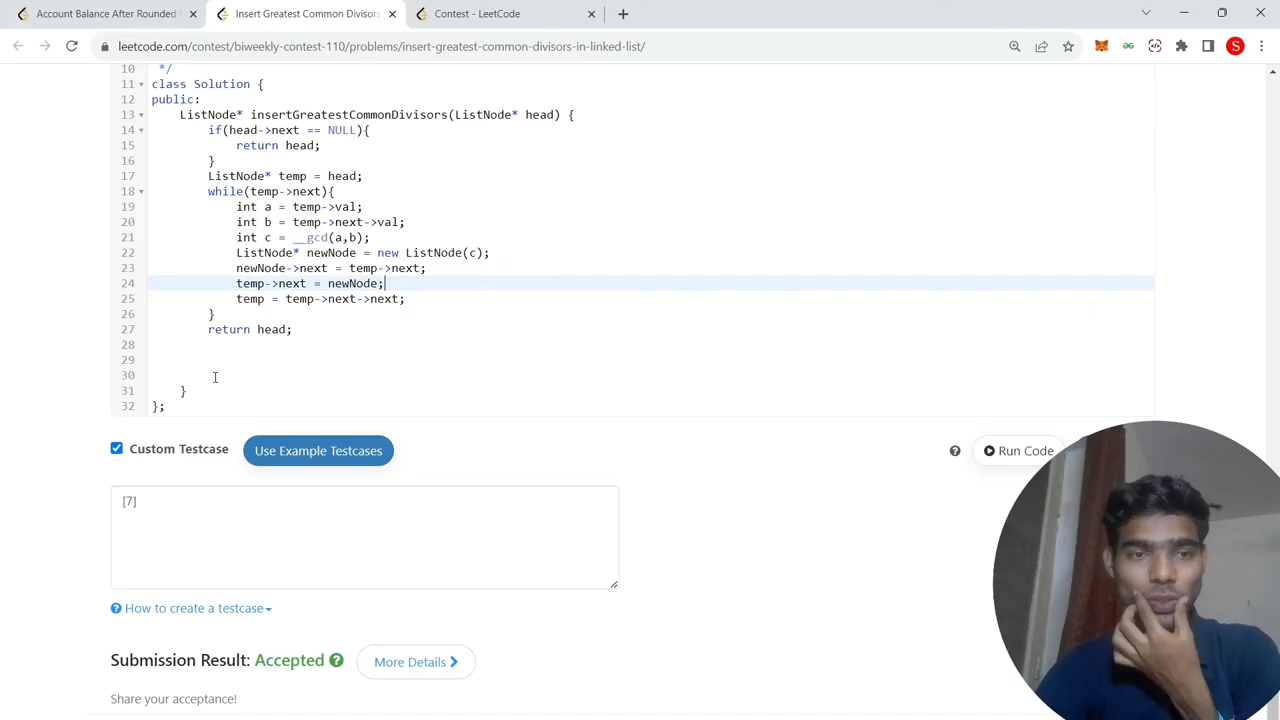 Account Balance After Rounded
Insert Greatest Common Divisors
Contest - LeetCode
leetcode.com/contest/biweekly-contest-110/problems/insert-greatest-common-divisors-in-linked-list/
S
10 */
11 class Solution {
12 public:
13 ListNode* insertGreatestCommonDivisors(ListNode* head) {
14 if(head->next == NULL){
15 return head;
16 }
17 ListNode* temp = head;
18 while(temp->next){
19 int a = temp->val;
20 int b = temp->next->val;
21 int c = __gcd(a,b);
22 ListNode* newNode = new ListNode(c);
23 newNode->next = temp->next;
24 temp->next = newNode;
25 temp = temp->next->next;
26 }
27 return head;
28
29
30
31 }
32 };
Custom Testcase
Use Example Testcases
? Run Code
[7]
? How to create a testcase
Submission Result: Accepted ?
More Details
Share your acceptance!